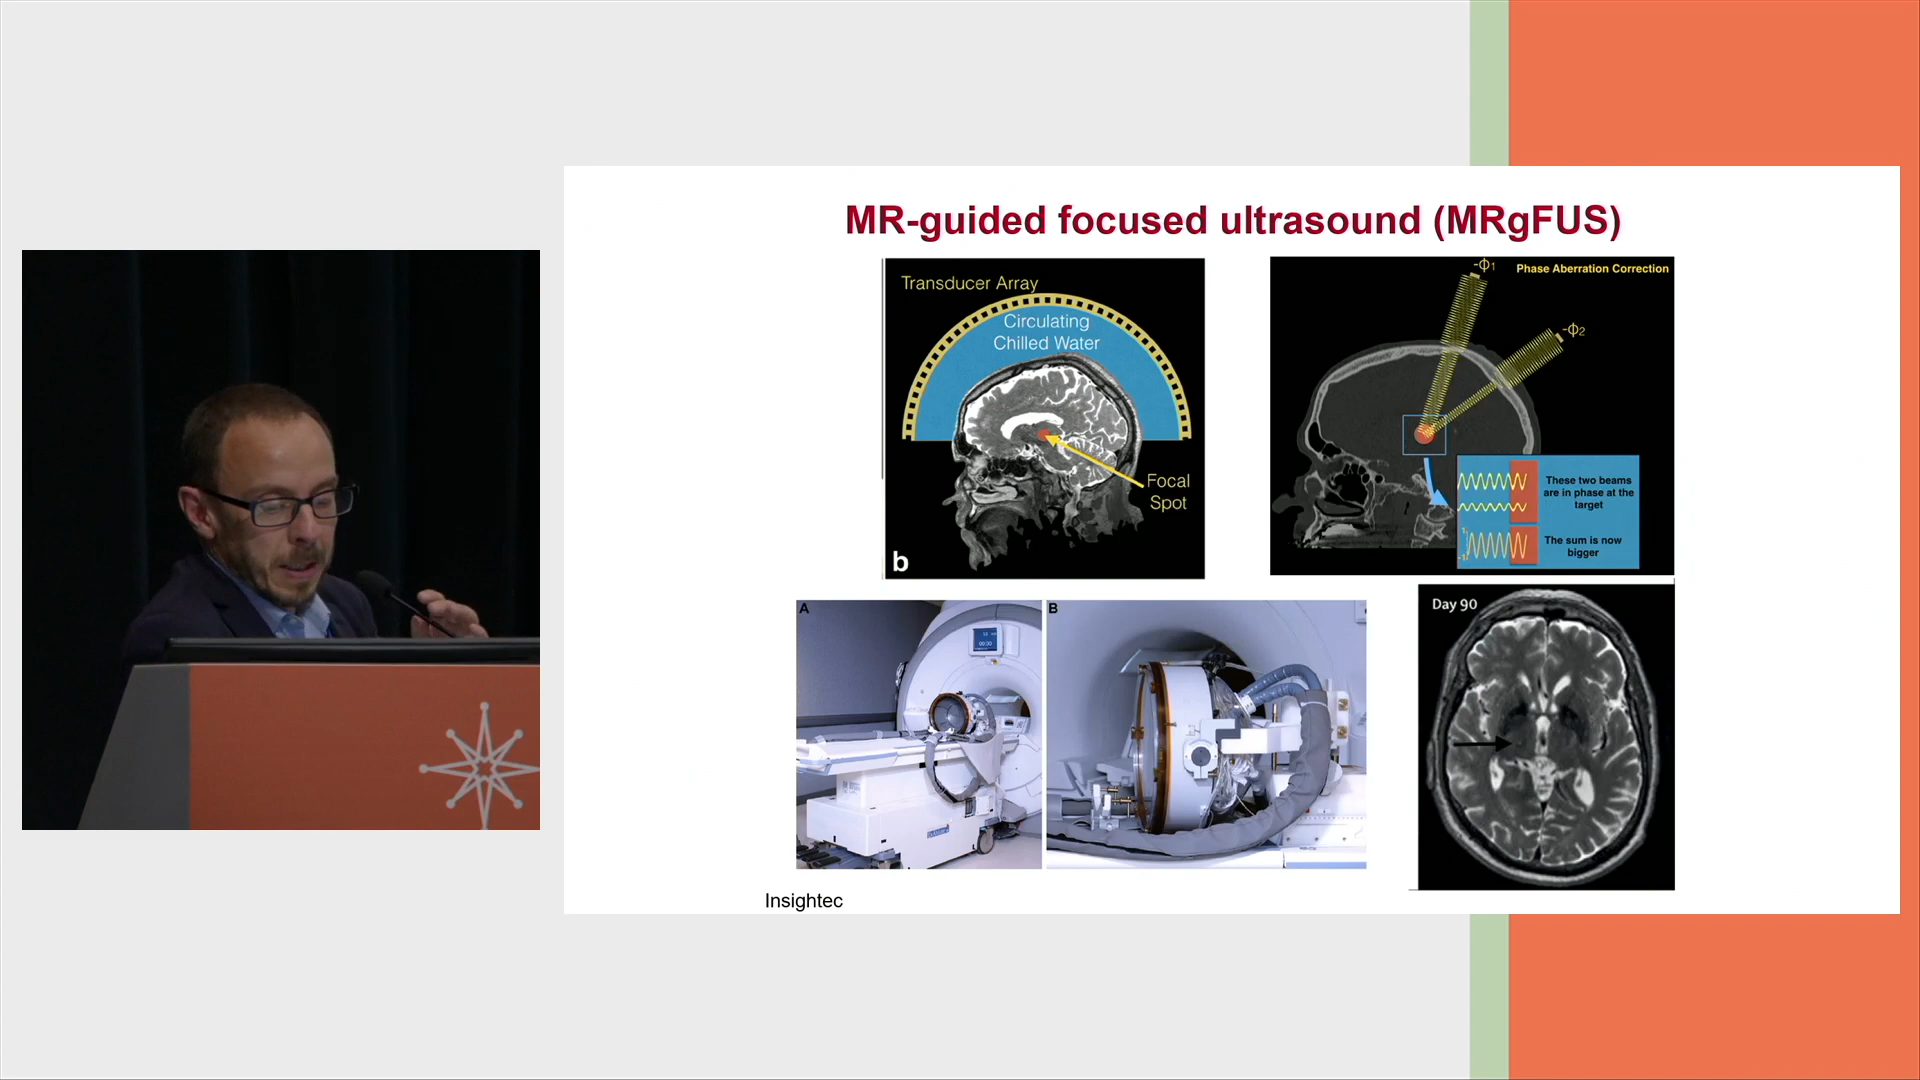 MR-guided focused ultrasound (MRgFUS)
Transducer Array
Circulating
Chilled Water
Focal
Spot
b
-ϕ1
Phase Aberration Correction
-ϕ2
These two beams
are in phase at the
target
The sum is now
bigger
A
B
Day 90
Insightec